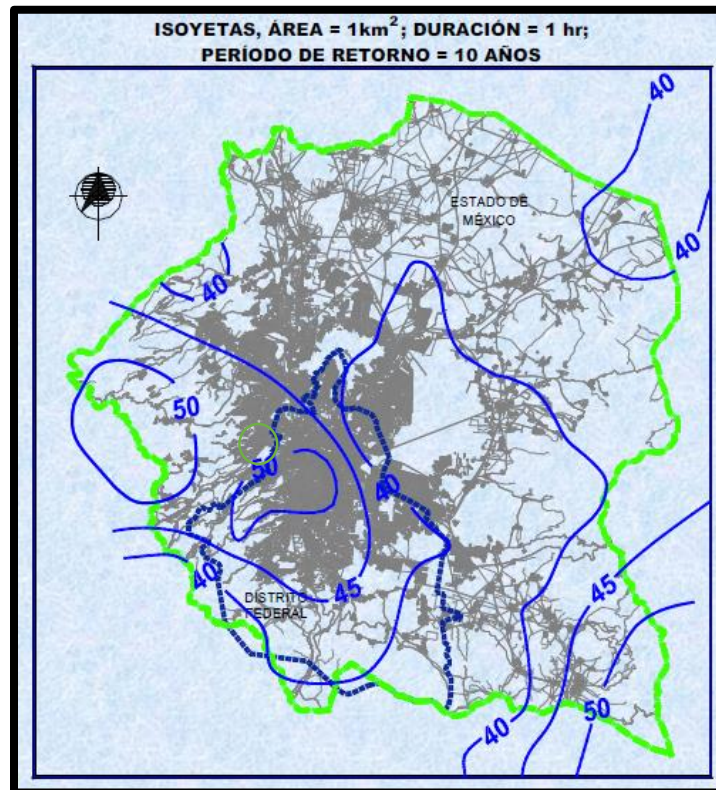 ISOYETAS, ÁREA = 1km²; DURACIÓN = 1 hr;
PERÍODO DE RETORNO = 10 AÑOS
40
ESTADO DE
MÉXICO
40
40
50
50
40
40
45
DISTRITO
FEDERAL
45
50
40